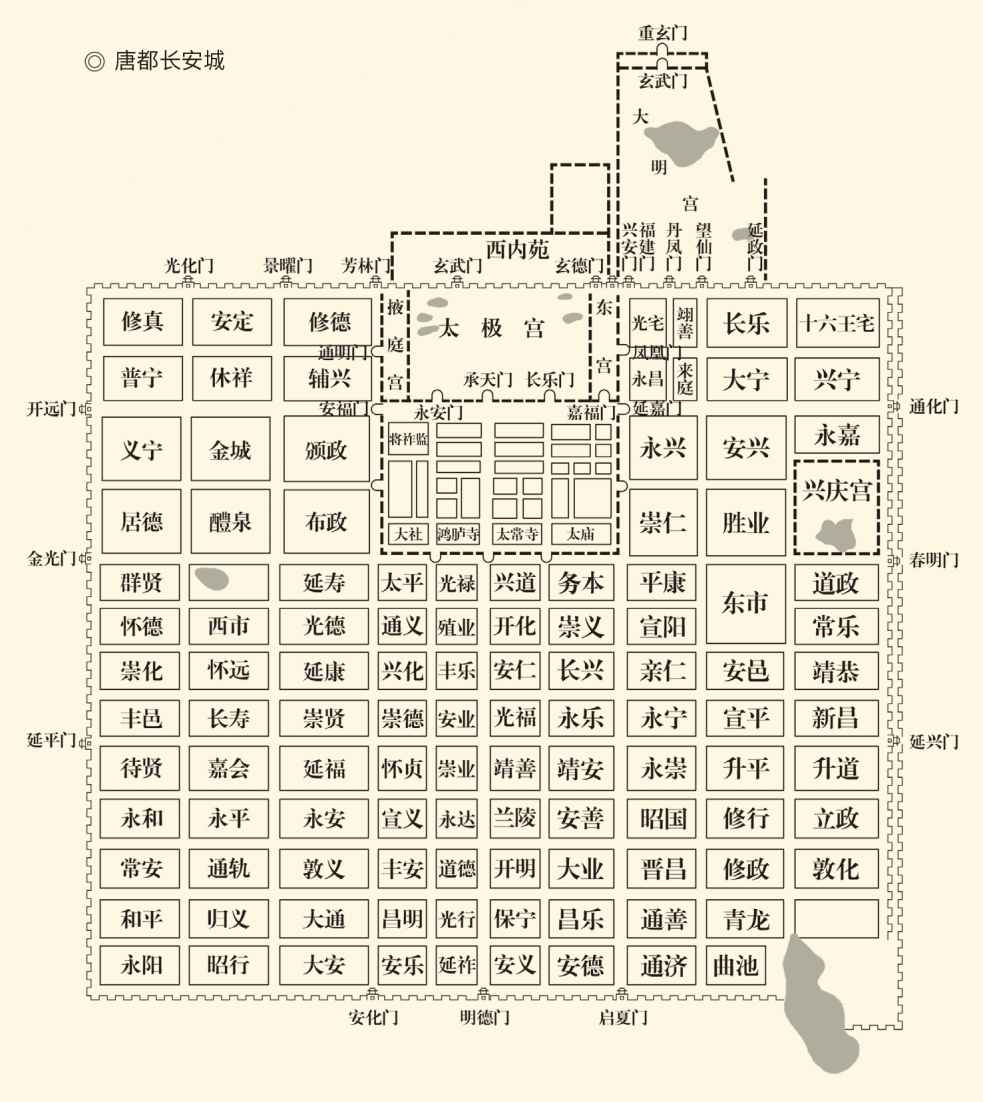 ◎ 唐都长安城
重玄门
玄武门
大
明
宫
兴安门
福建门
丹凤门
望仙门
延政门
西内苑
光化门
景曜门
芳林门
玄武门
玄德门
修真
安定
修德
掖庭宫
太极宫
东宫
光宅
翊善
长乐
十六王宅
通明门
凤凰门
普宁
休祥
辅兴
承天门
长乐门
永昌
来庭
大宁
兴宁
开远门
安福门
永安门
嘉福门
延嘉门
通化门
义宁
金城
颁政
将祚监
永兴
安兴
永嘉
兴庆宫
居德
醴泉
布政
大社
鸿胪寺
太常寺
太庙
崇仁
胜业
金光门
春明门
群贤
延寿
太平
光禄
兴道
务本
平康
东市
道政
怀德
西市
光德
通义
殖业
开化
崇义
宣阳
常乐
崇化
怀远
延康
兴化
丰乐
安仁
长兴
亲仁
安邑
靖恭
丰邑
长寿
崇贤
崇德
安业
光福
永乐
永宁
宣平
新昌
延平门
延兴门
待贤
嘉会
延福
怀贞
崇业
靖善
靖安
永崇
升平
升道
永和
永平
永安
宣义
永达
兰陵
安善
昭国
修行
立政
常安
通轨
敦义
丰安
道德
开明
大业
晋昌
修政
敦化
和平
归义
大通
昌明
光行
保宁
昌乐
通善
青龙
永阳
昭行
大安
安乐
延祚
安义
安德
通济
曲池
安化门
明德门
启夏门